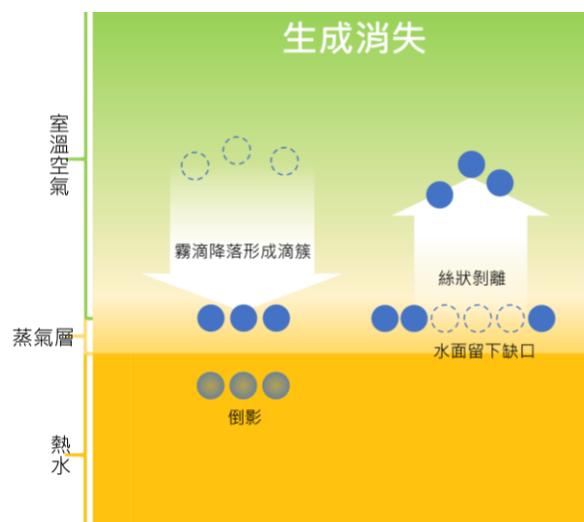 生成消失
室溫空氣
霧滴降落形成滴簇
絲狀剝離
蒸氣層
水面留下缺口
倒影
熱水